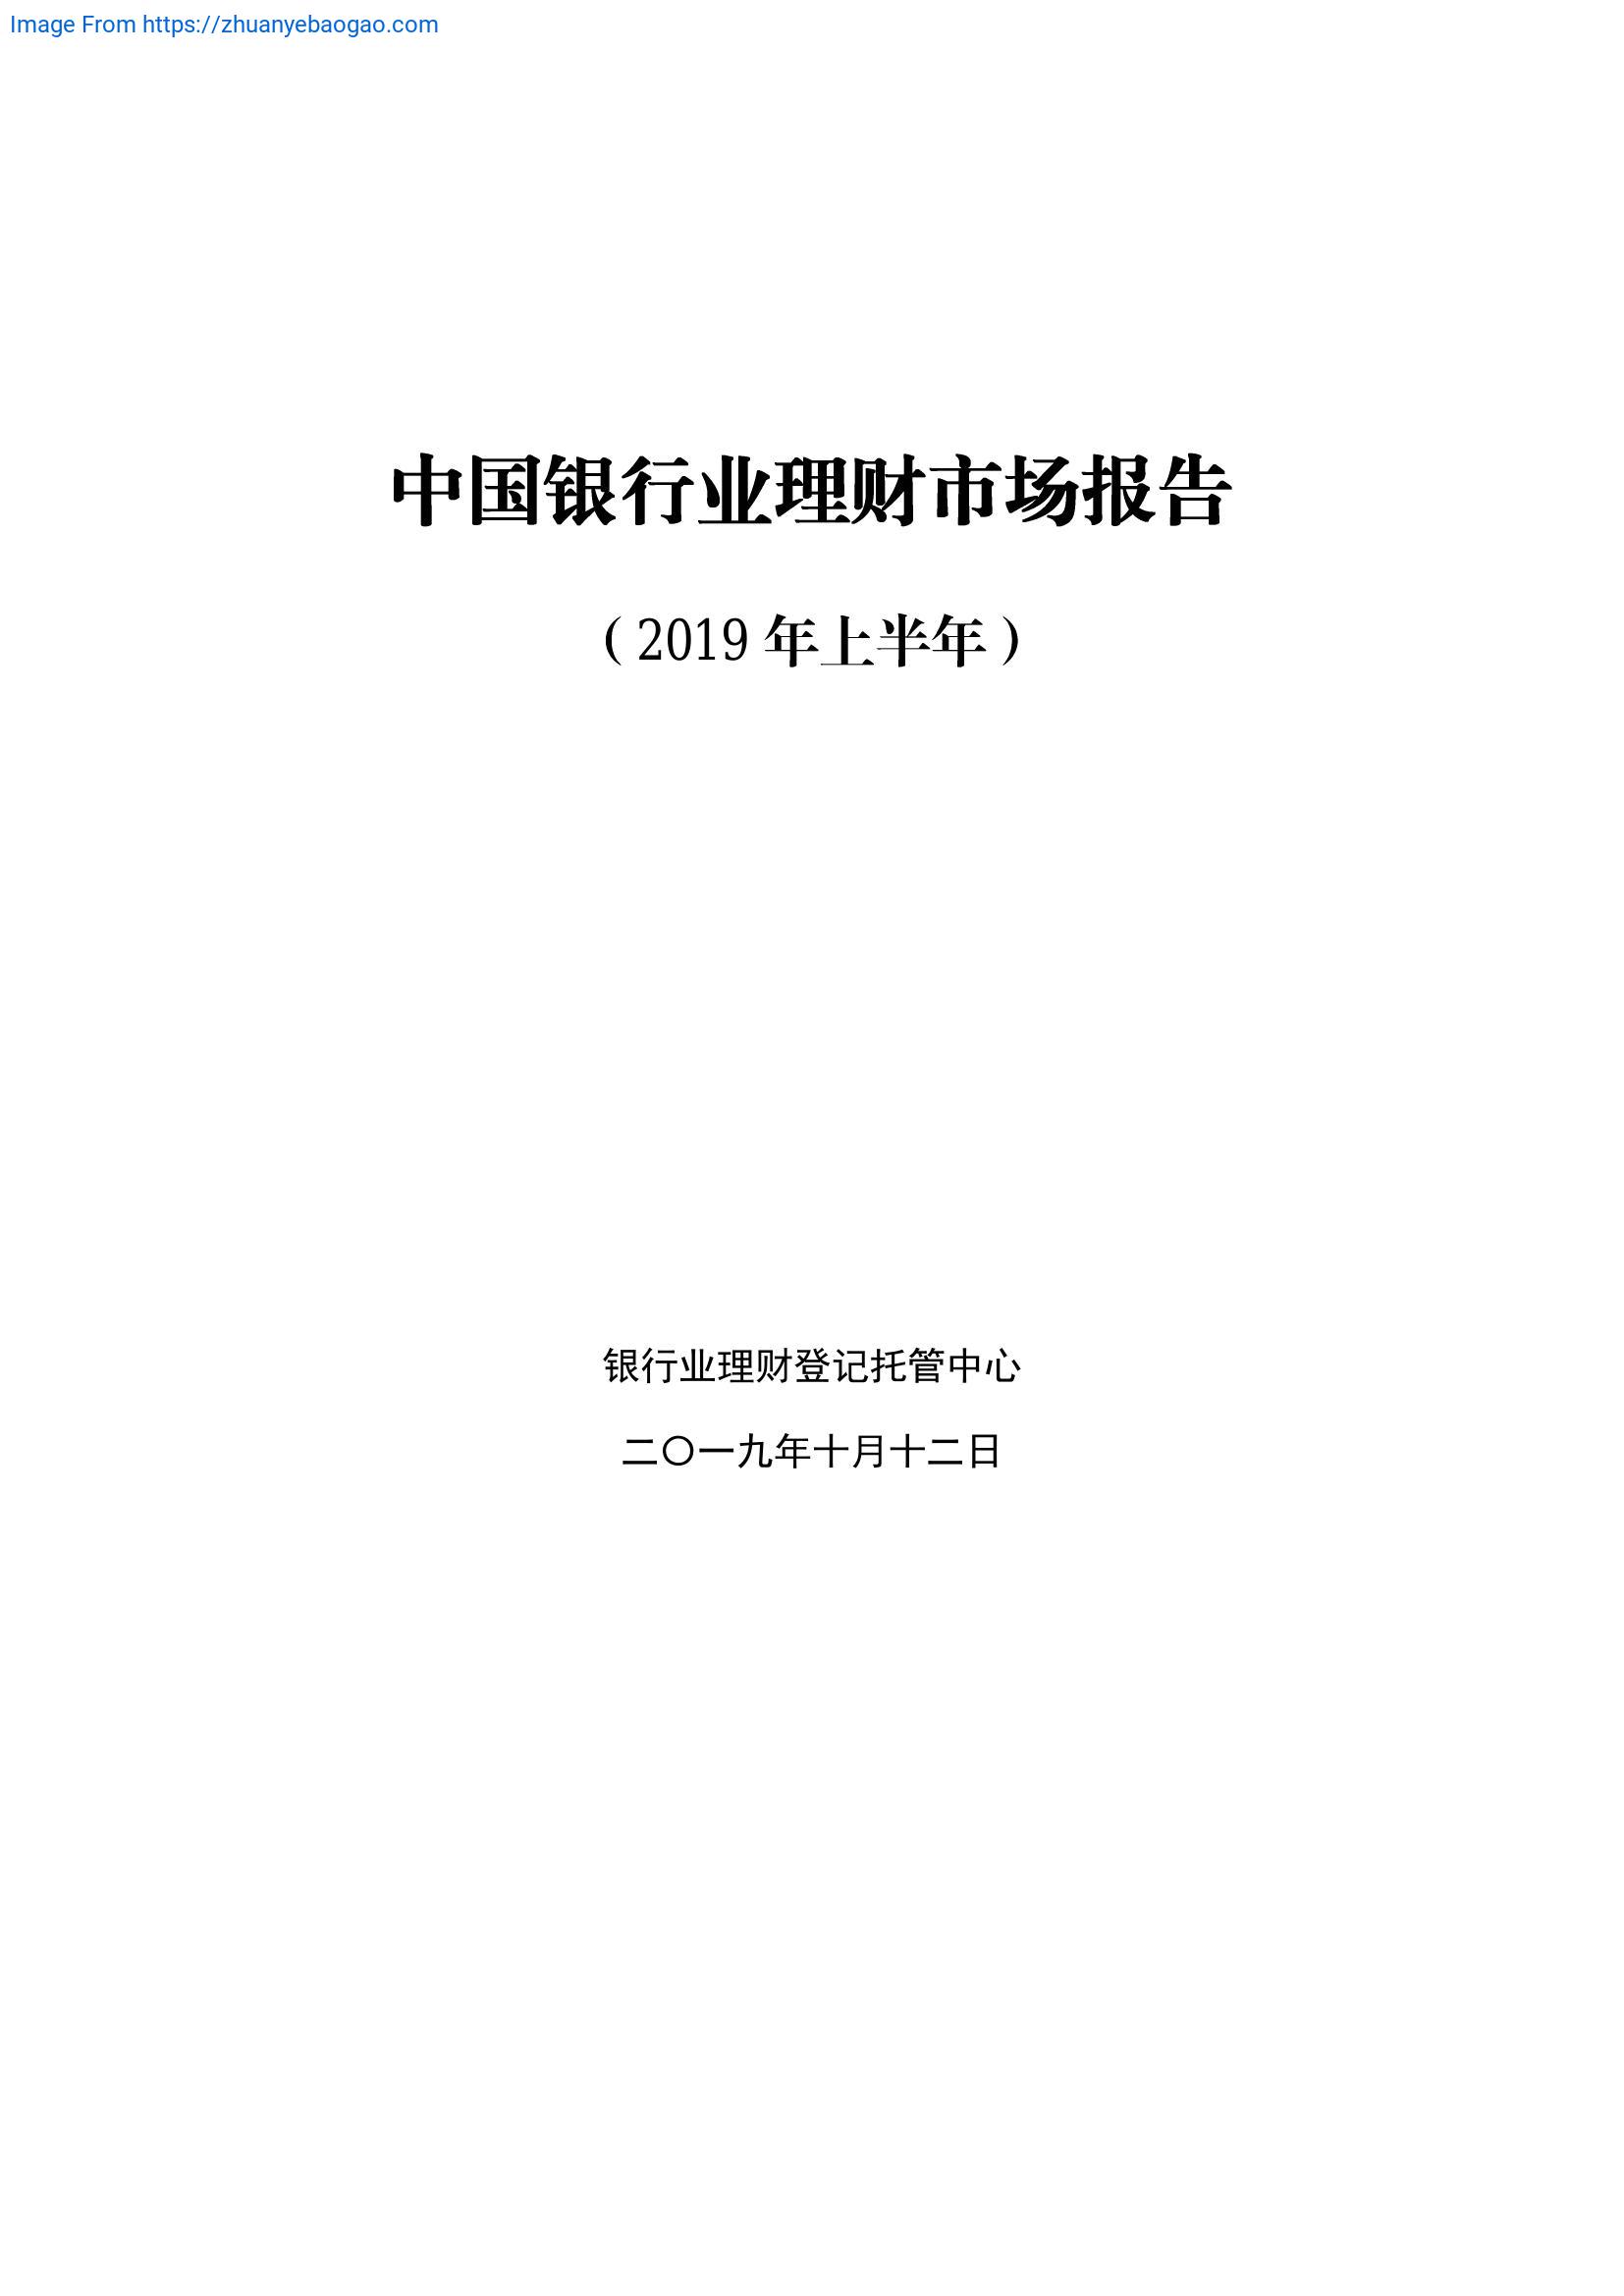 Image From https://zhuanyebaogao.com
中国银行业理财市场报告
（2019 年上半年）
银行业理财登记托管中心
二〇一九年十月十二日